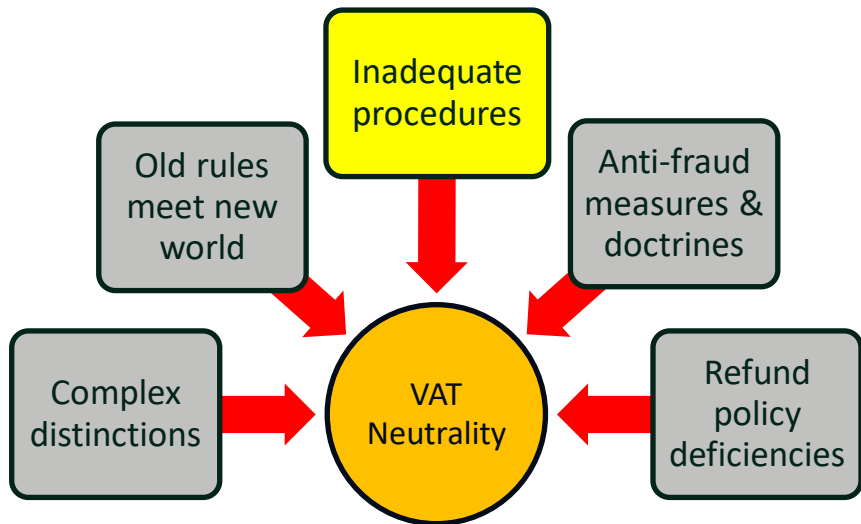 Inadequate
procedures
Old rules
meet new
world
Anti-fraud
measures &
doctrines
Complex
distinctions
VAT
Neutrality
Refund
policy
deficiencies